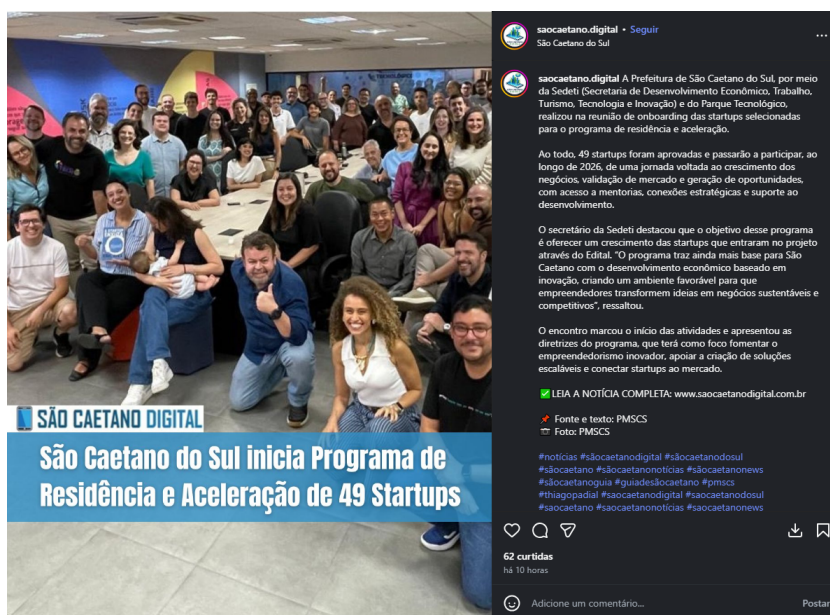 SÃO CAETANO DIGITAL
São Caetano do Sul inicia Programa de
Residência e Aceleração de 49 Startups
saocaetano.digital • Seguir
São Caetano do Sul
saocaetano.digital A Prefeitura de São Caetano do Sul, por meio
da Sedeti (Secretaria de Desenvolvimento Econômico, Trabalho,
Turismo, Tecnologia e Inovação) e do Parque Tecnológico,
realizou na reunião de onboarding das startups selecionadas
para o programa de residência e aceleração.
Ao todo, 49 startups foram aprovadas e passarão a participar, ao
longo de 2026, de uma jornada voltada ao crescimento dos
negócios, validação de mercado e geração de oportunidades,
com acesso a mentorias, conexões estratégicas e suporte ao
desenvolvimento.
O secretário da Sedeti destacou que o objetivo desse programa
é oferecer um crescimento das startups que entraram no projeto
através do Edital. “O programa traz ainda mais base para São
Caetano com o desenvolvimento econômico baseado em
inovação, criando um ambiente favorável para que
empreendedores transformem ideias em negócios sustentáveis e
competitivos”, ressaltou.
O encontro marcou o início das atividades e apresentou as
diretrizes do programa, que terá como foco fomentar o
empreendedorismo inovador, apoiar a criação de soluções
escaláveis e conectar startups ao mercado.
✅ LEIA A NOTÍCIA COMPLETA: www.saocaetanodigital.com.br
📌 Fonte e texto: PMSCS
📷 Foto: PMSCS
#notícias #sãocaetanodigital #sãocaetanodosul
#sãocaetano #sãocaetanonotícias #sãocaetanonews
#sãocaetanoguia #guiadesãocaetano #pmscs
#thiagopadial #saocaetanodigital #saocaetanodosul
#saocaetano #saocaetanonotícias #saocaetanonews
62 curtidas
há 10 horas
Adicione um comentário...
Postar